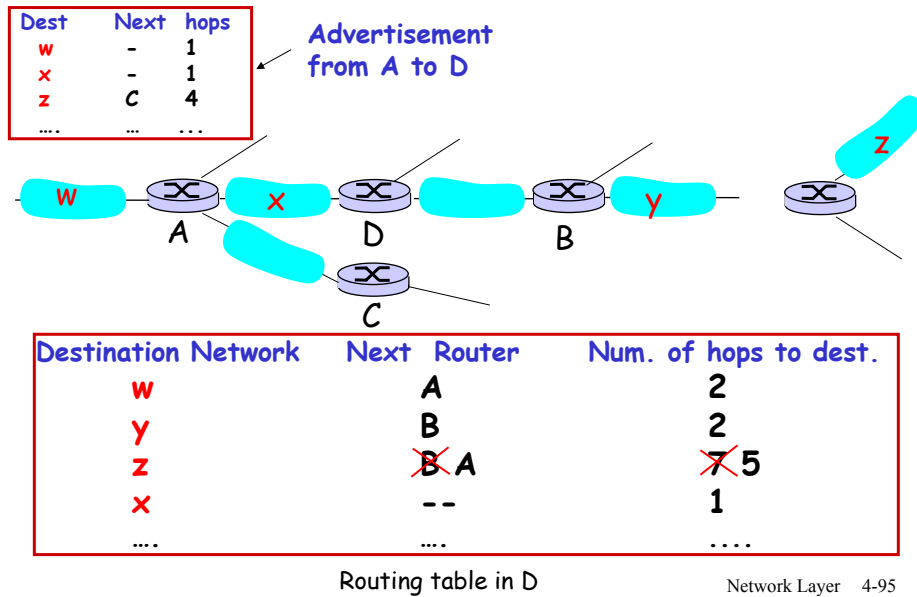 Dest Next hops
w - 1
x - 1
z C 4
.... ... ...
Advertisement
from A to D
z
w
x
y
A
D
B
C
Destination Network Next Router Num. of hops to dest.
w A 2
y B 2
z B A 7 5
x -- 1
.... .... ....
Routing table in D
Network Layer 4-95